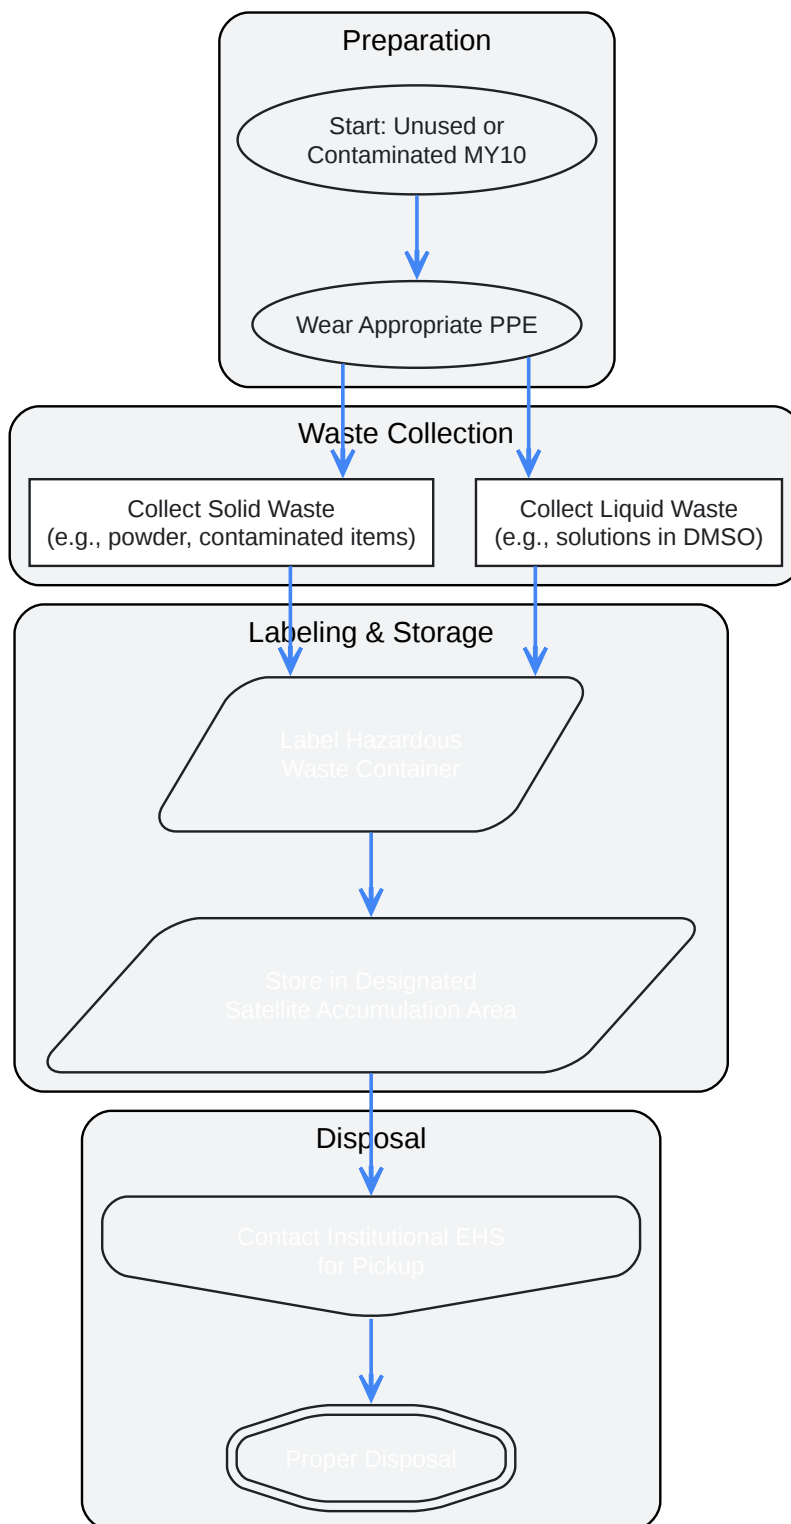 Preparation
Start: Unused or
Contaminated MY10
Wear Appropriate PPE
Waste Collection
Collect Solid Waste
(e.g., powder, contaminated items)
Collect Liquid Waste
(e.g., solutions in DMSO)
Labeling & Storage
Label Hazardous
Waste Container
Store in Designated
Satellite Accumulation Area
Disposal
Contact Institutional EHS
for Pickup
Proper Disposal